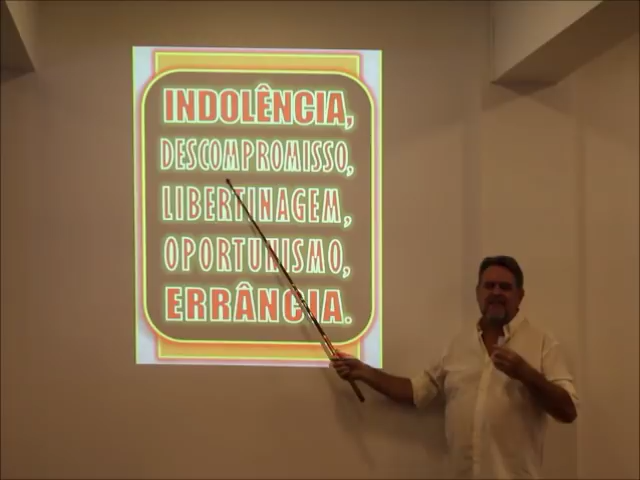 INDOLÊNCIA,
DESCOMPROMISSO,
LIBERTINAGEM,
OPORTUNISMO,
ERRÂNCIA.